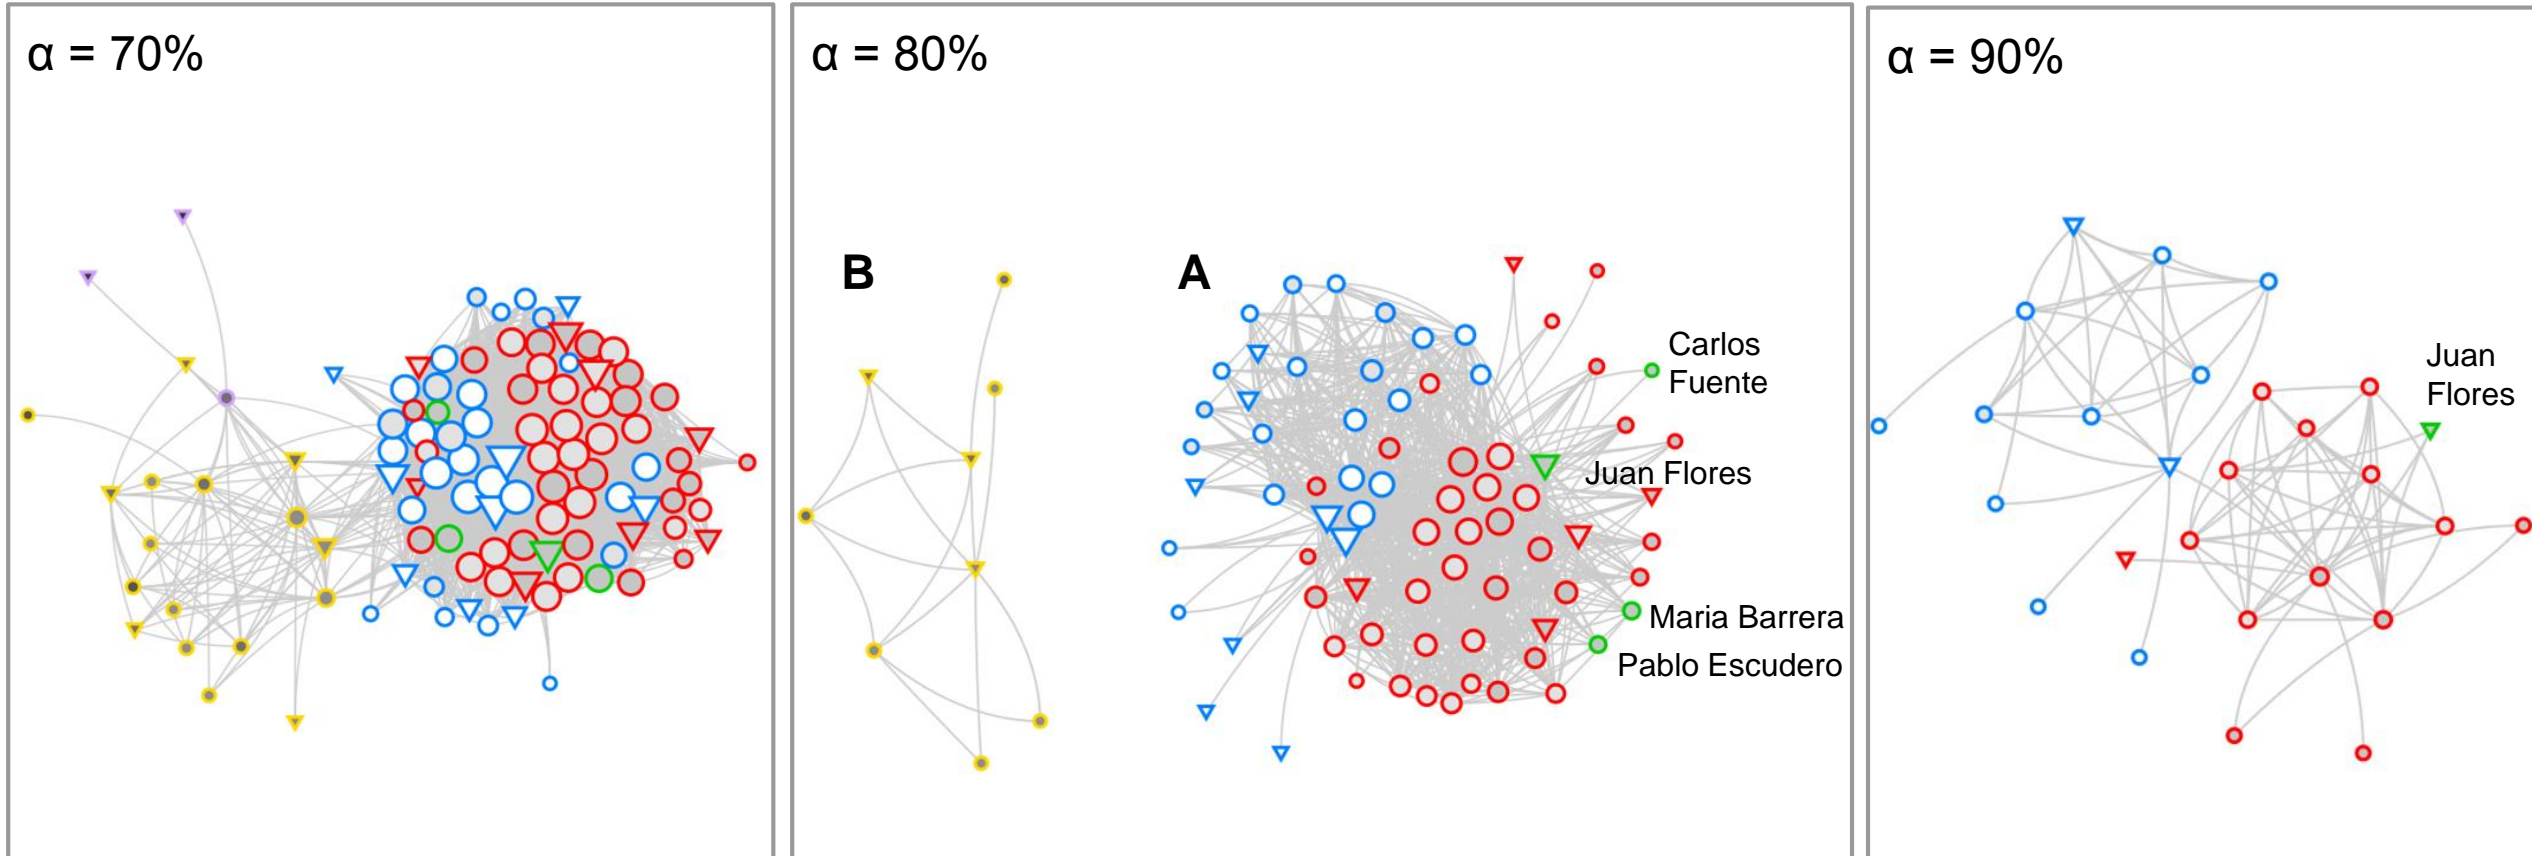 α = 70%
α = 80%
B
A
Carlos
Fuente
Juan Flores
Maria Barrera
Pablo Escudero
α = 90%
Juan
Flores